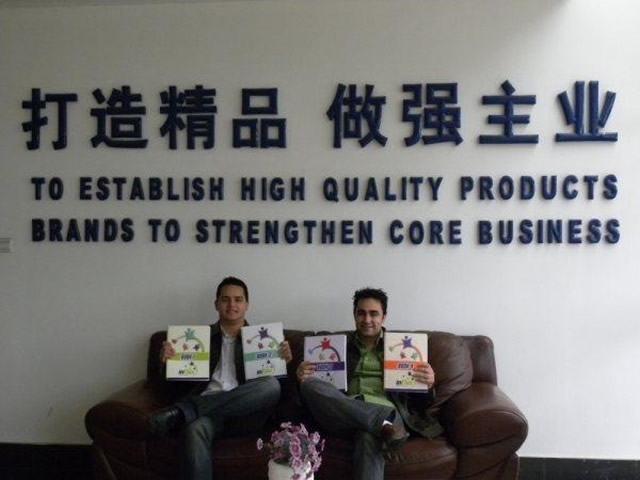 打造精品 做强主业
TO ESTABLISH HIGH QUALITY PRODUCTS
BRANDS TO STRENGTHEN CORE BUSINESS